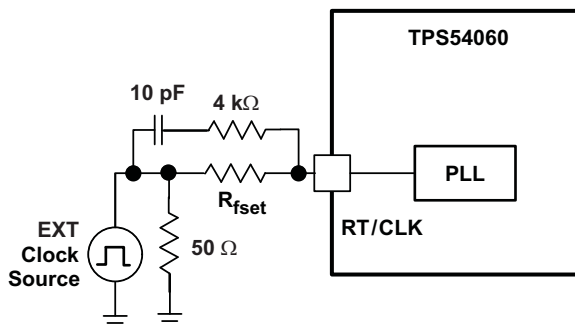 TPS54060
10 pF
4 kΩ
PLL
R_fset
RT/CLK
EXT
Clock
Source
50 Ω